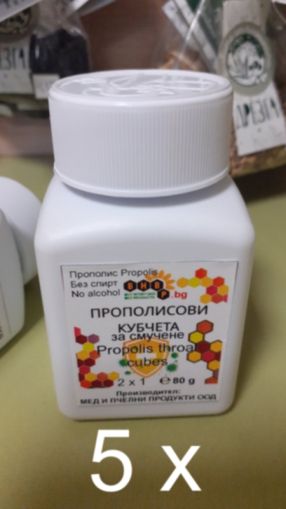 Прополис Propolis
Без спирт
No alcohol
БНВР.bg
ПРОПОЛИСОВИ
КУБЧЕТА
за смучене
Propolis throat
cubes
2 x 1 ℮ 80 g
Производител:
МЕД И ПЧЕЛНИ ПРОДУКТИ ООД
5 x